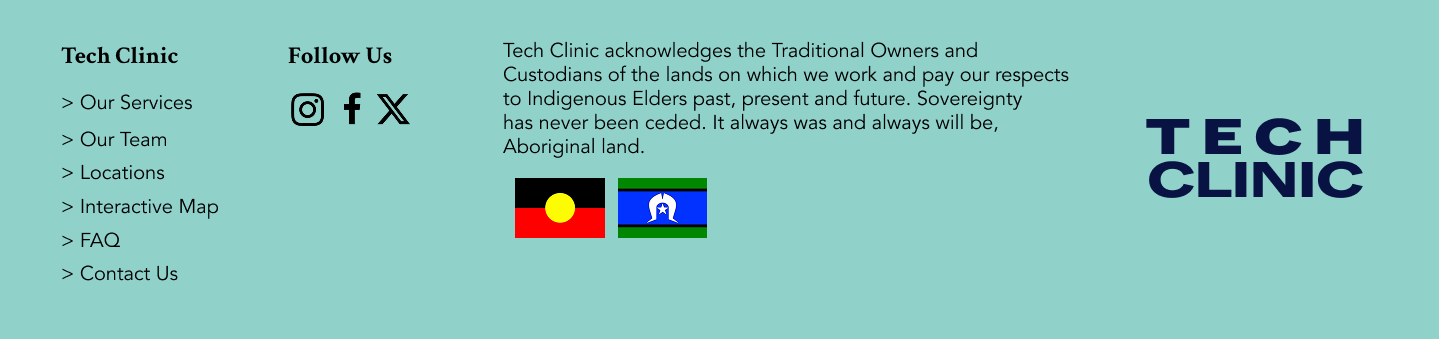 Tech Clinic
> Our Services
> Our Team
> Locations
> Interactive Map
> FAQ
> Contact Us
Follow Us
Tech Clinic acknowledges the Traditional Owners and
Custodians of the lands on which we work and pay our respects
to Indigenous Elders past, present and future. Sovereignty
has never been ceded. It always was and always will be,
Aboriginal land.
TECH
CLINIC